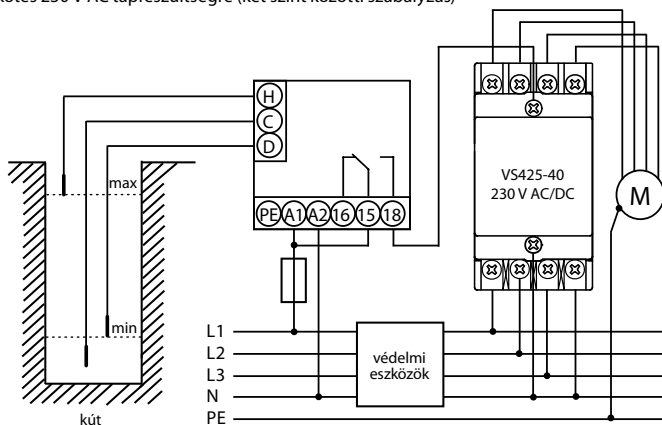 kötés 230 V AC tápfeszültségre (két szint közötti szabályzás)
H
C
D
max
PE A1 A2 16 15 18
VS425-40
230 V AC/DC
M
min
L1
L2
L3
N
PE
védelmi
eszközök
kút